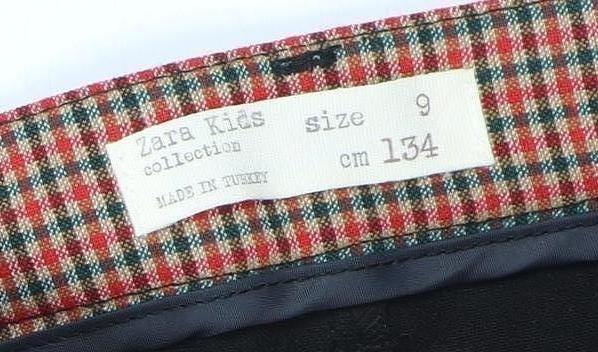 Zara Kids
collection
MADE IN TURKEY
size 9
cm 134